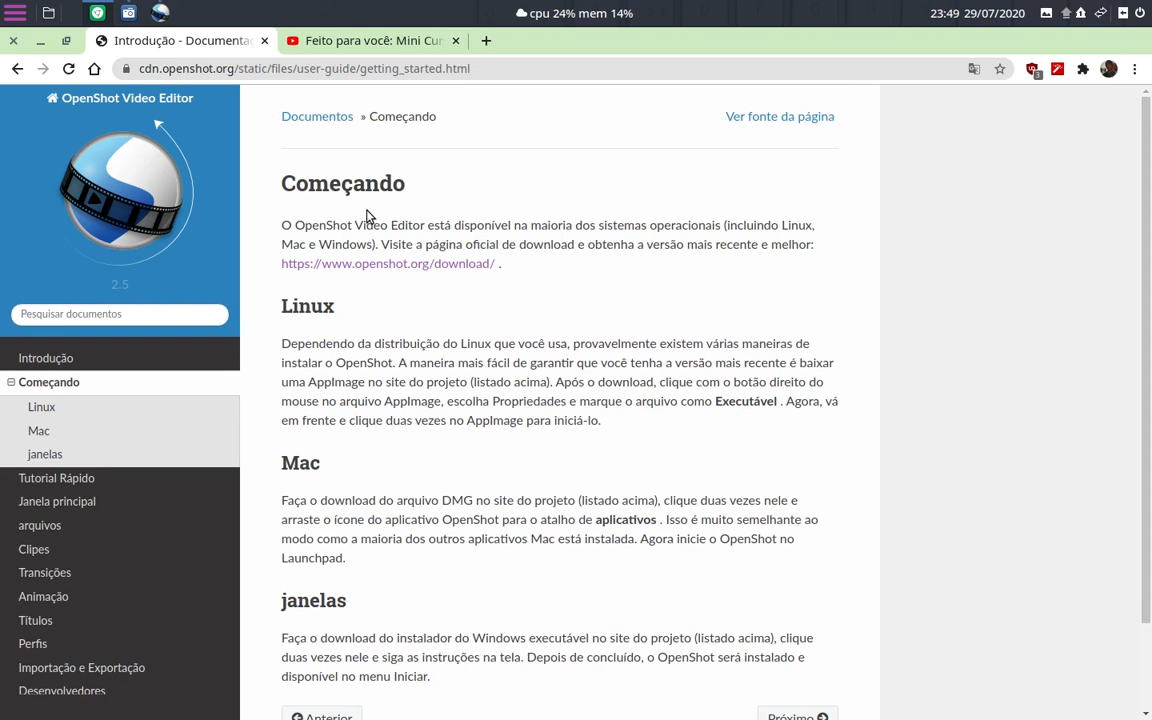 cpu 24% mem 14%
23:49 29/07/2020
Introdução - Documenta
Feito para você: Mini Cur
cdn.openshot.org/static/files/user-guide/getting_started.html
3
OpenShot Video Editor
2.5
Pesquisar documentos
Introdução
Começando
Linux
Mac
janelas
Tutorial Rápido
Janela principal
arquivos
Clipes
Transições
Animação
Títulos
Perfis
Importação e Exportação
Desenvolvedores
Documentos » Começando
Ver fonte da página
Começando
O OpenShot Video Editor está disponível na maioria dos sistemas operacionais (incluindo Linux,
Mac e Windows). Visite a página oficial de download e obtenha a versão mais recente e melhor:
https://www.openshot.org/download/ .
Linux
Dependendo da distribuição do Linux que você usa, provavelmente existem várias maneiras de
instalar o OpenShot. A maneira mais fácil de garantir que você tenha a versão mais recente é baixar
uma AppImage no site do projeto (listado acima). Após o download, clique com o botão direito do
mouse no arquivo AppImage, escolha Propriedades e marque o arquivo como Executável . Agora, vá
em frente e clique duas vezes no AppImage para iniciá-lo.
Mac
Faça o download do arquivo DMG no site do projeto (listado acima), clique duas vezes nele e
arraste o ícone do aplicativo OpenShot para o atalho de aplicativos . Isso é muito semelhante ao
modo como a maioria dos outros aplicativos Mac está instalada. Agora inicie o OpenShot no
Launchpad.
janelas
Faça o download do instalador do Windows executável no site do projeto (listado acima), clique
duas vezes nele e siga as instruções na tela. Depois de concluído, o OpenShot será instalado e
disponível no menu Iniciar.
Anterior
Próximo